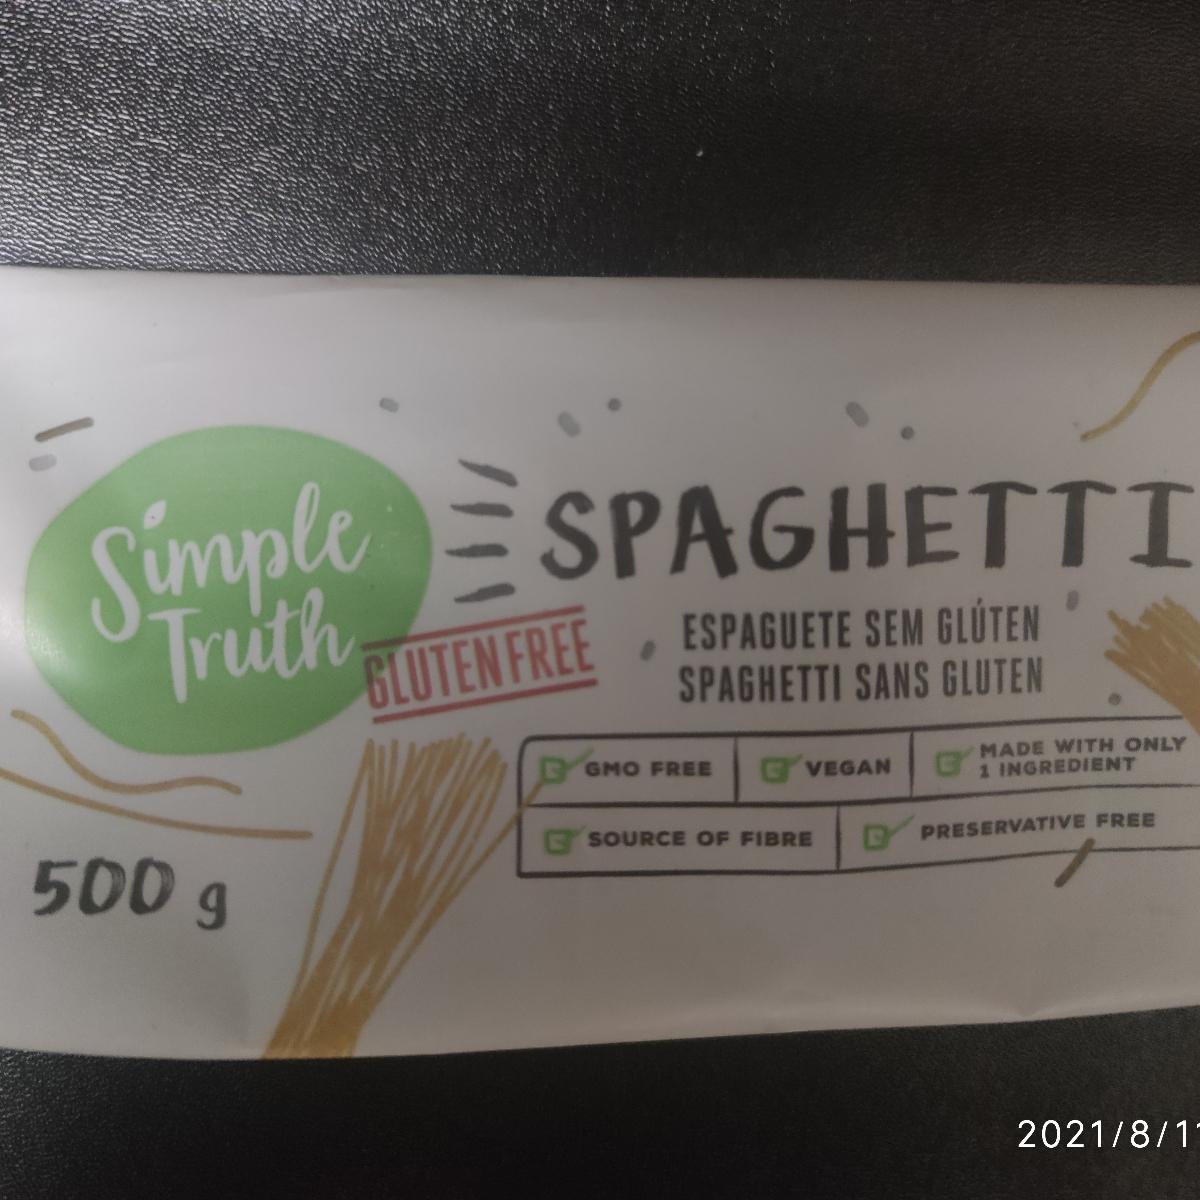 Simple
Truth
GLUTEN FREE
SPAGHETTI
ESPAGUETE SEM GLÚTEN
SPAGHETTI SANS GLUTEN
GMO FREE
VEGAN
MADE WITH ONLY
1 INGREDIENT
SOURCE OF FIBRE
PRESERVATIVE FREE
500 g
2021/8/11